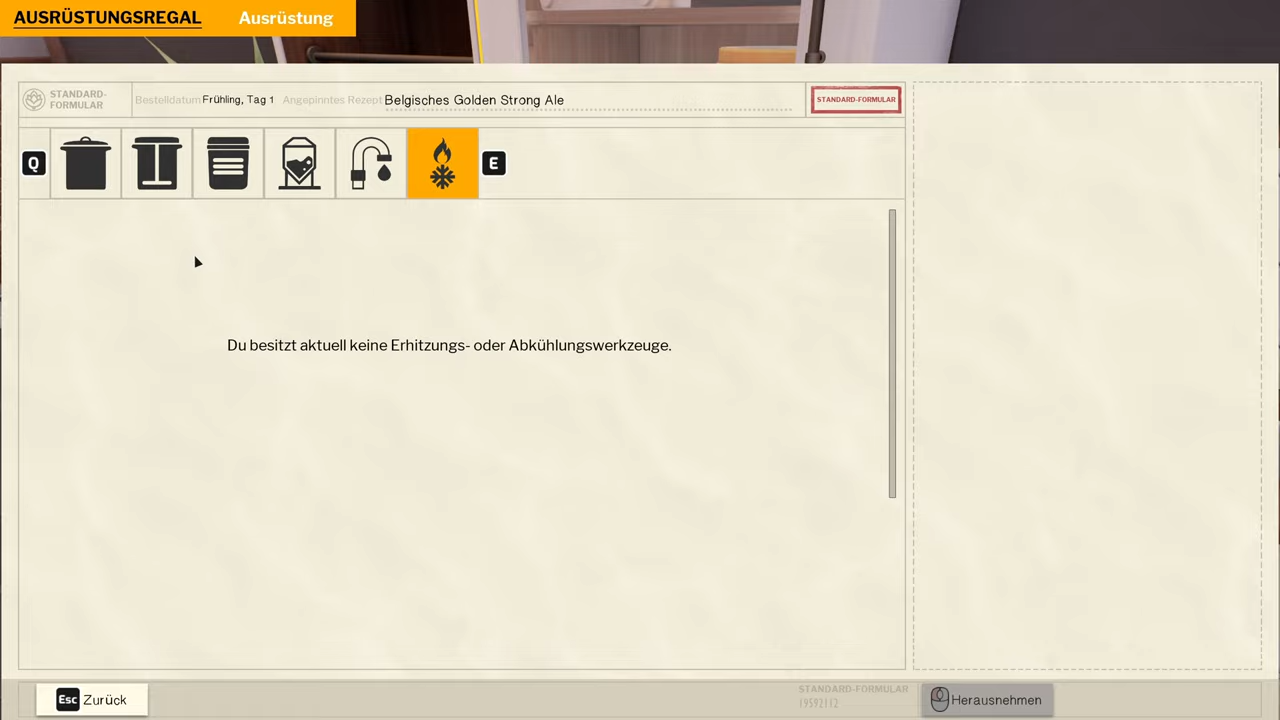 AUSRÜSTUNGSREGAL Ausrüstung
STANDARD-
FORMULAR
Bestelldatum Frühling, Tag 1 Angepinntes Rezept Belgisches Golden Strong Ale
STANDARD-FORMULAR
Q
E
Du besitzt aktuell keine Erhitzungs- oder Abkühlungswerkzeuge.
Esc Zurück
STANDARD-FORMULAR
19592112
Herausnehmen